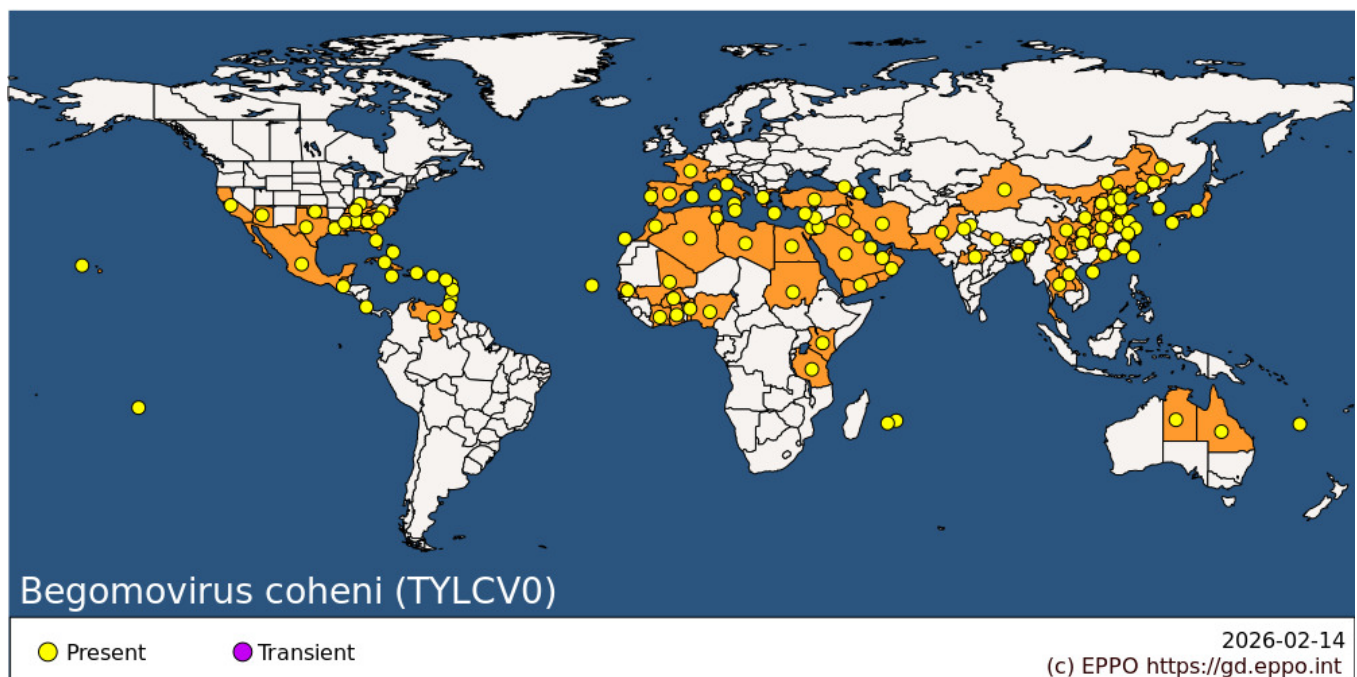 Begomovirus coheni (TYLCV0)
Present
Transient
2026-02-14
(c) EPPO https://gd.eppo.int